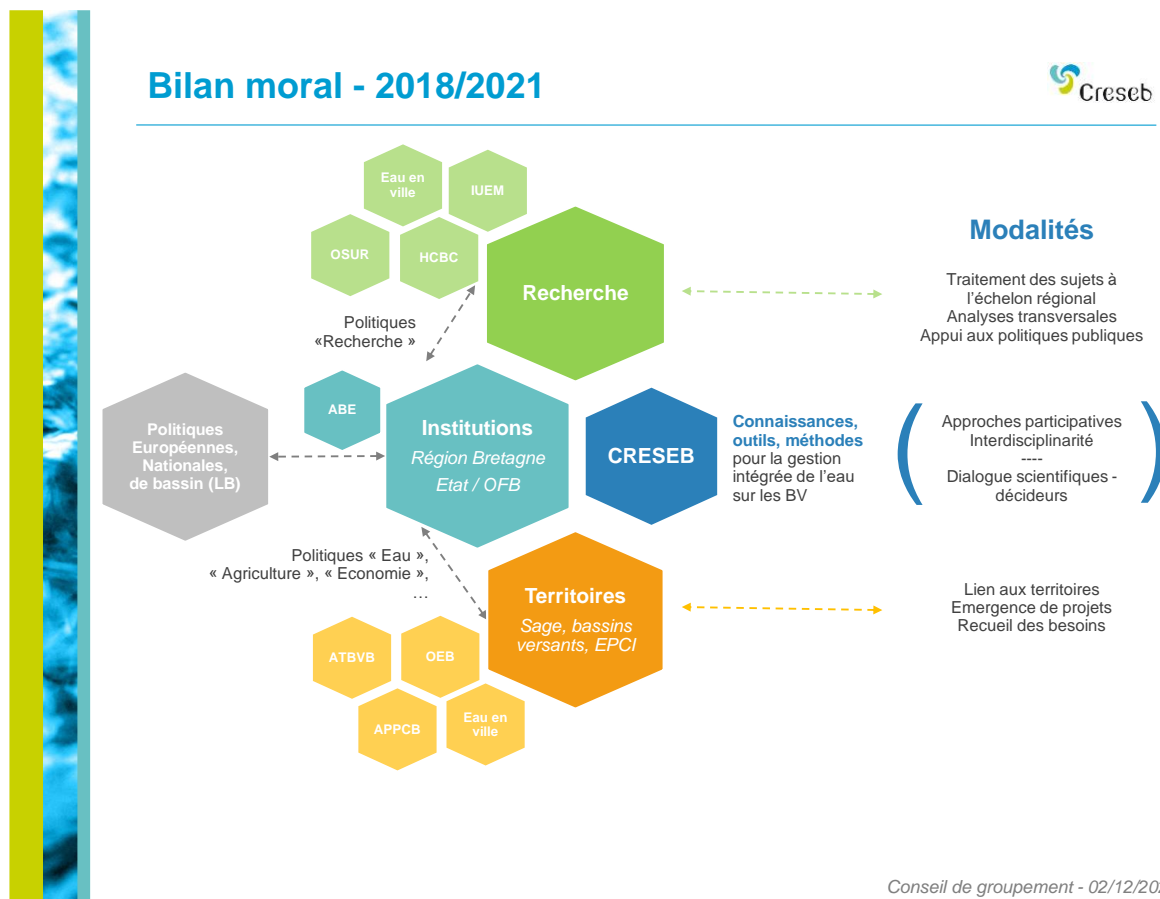 Bilan moral - 2018/2021
Creseb
Eau en
ville
IUEM
OSUR
HCBC
Recherche
Politiques
«Recherche »
Modalités
Traitement des sujets à
l'échelon régional
Analyses transversales
Appui aux politiques publiques
Politiques
Européennes,
Nationales,
de bassin (LB)
ABE
Institutions
Région Bretagne
Etat / OFB
CRESEB
Connaissances,
outils, méthodes
pour la gestion
intégrée de l'eau
sur les BV
( Approches participatives
Interdisciplinarité
----
Dialogue scientifiques -
décideurs )
Politiques « Eau »,
« Agriculture », « Economie »,
…
Territoires
Sage, bassins
versants, EPCI
Lien aux territoires
Emergence de projets
Recueil des besoins
ATBVB
OEB
APPCB
Eau en
ville
Conseil de groupement - 02/12/